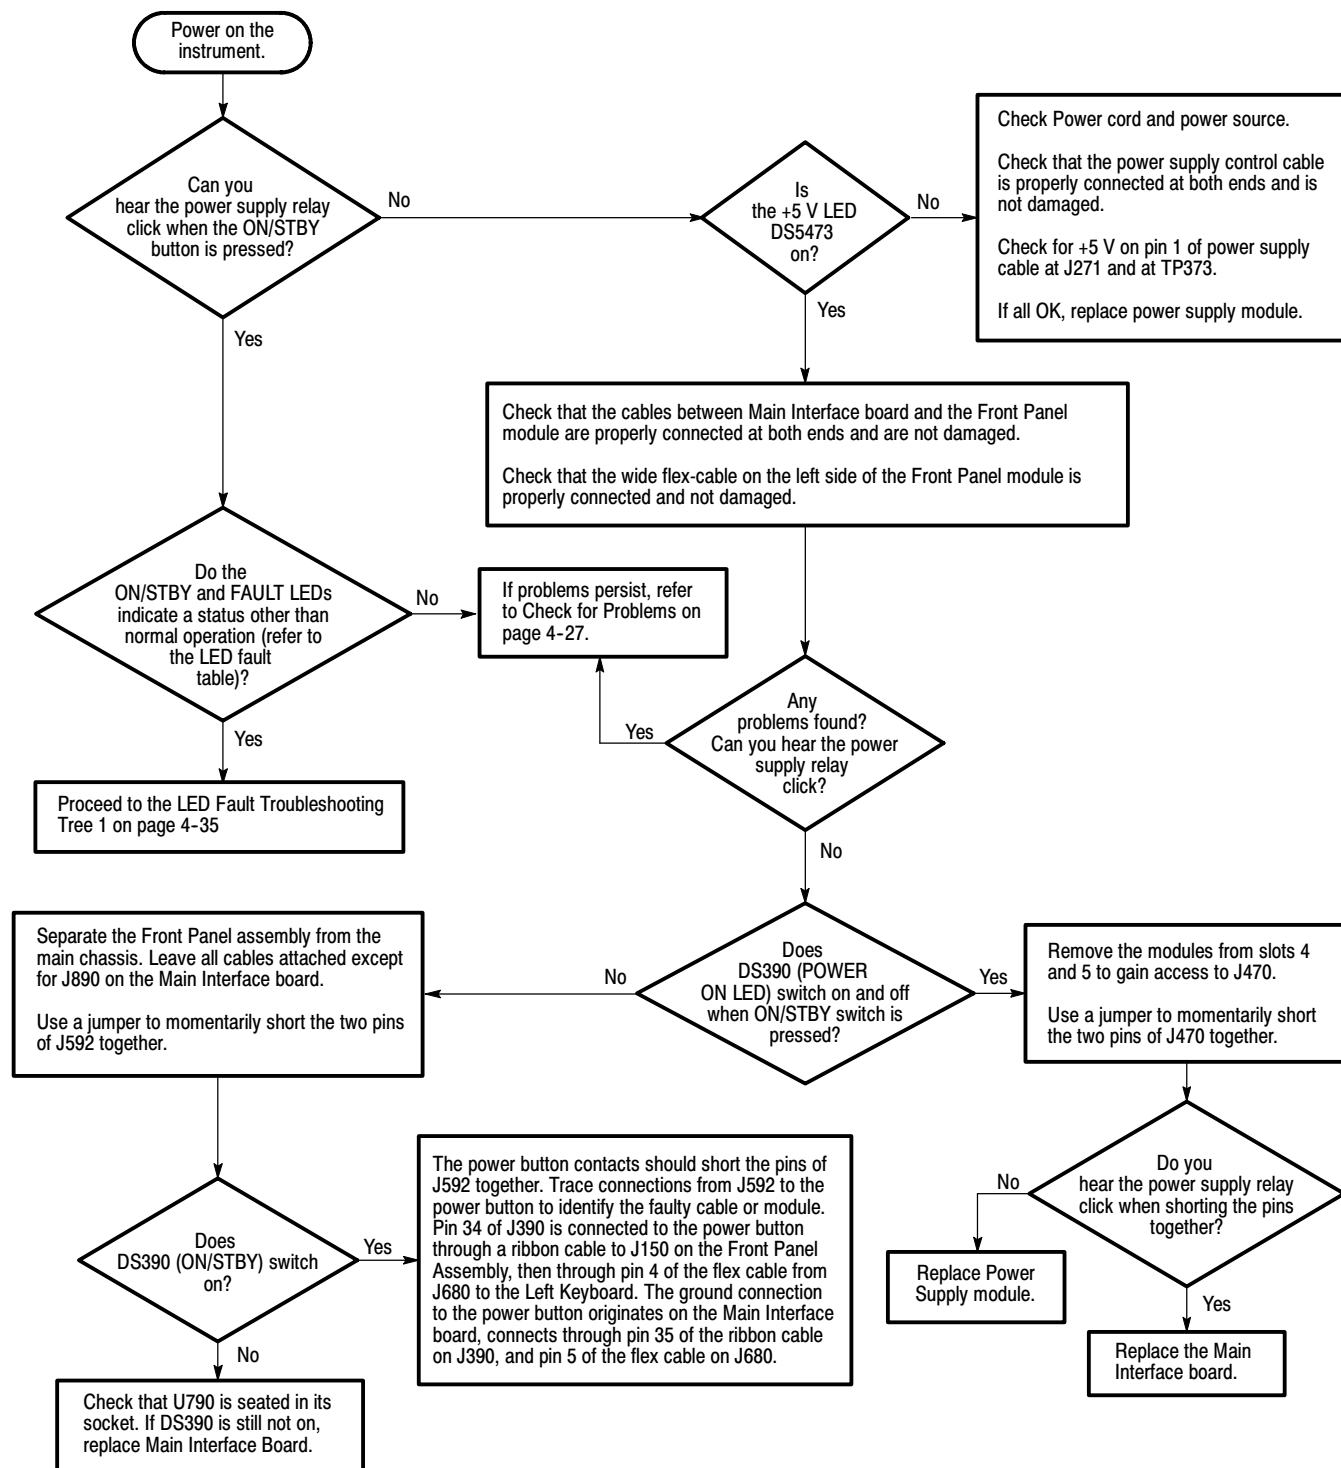 Power on the
instrument.
Can you
hear the power supply relay
click when the ON/STBY
button is pressed?
No
Is
the +5 V LED
DS5473
on?
No
Check Power cord and power source.
Check that the power supply control cable
is properly connected at both ends and is
not damaged.
Check for +5 V on pin 1 of power supply
cable at J271 and at TP373.
If all OK, replace power supply module.
Yes
Yes
Check that the cables between Main Interface board and the Front Panel
module are properly connected at both ends and are not damaged.
Check that the wide flex-cable on the left side of the Front Panel module is
properly connected and not damaged.
Do the
ON/STBY and FAULT LEDs
indicate a status other than
normal operation (refer to
the LED fault
table)?
No
If problems persist, refer
to Check for Problems on
page 4-27.
Yes
Any
problems found?
Can you hear the power
supply relay
click?
Yes
Proceed to the LED Fault Troubleshooting
Tree 1 on page 4-35
No
Separate the Front Panel assembly from the
main chassis. Leave all cables attached except
for J890 on the Main Interface board.
Use a jumper to momentarily short the two pins
of J592 together.
No
Does
DS390 (POWER
ON LED) switch on and off
when ON/STBY switch is
pressed?
Yes
Remove the modules from slots 4
and 5 to gain access to J470.
Use a jumper to momentarily short
the two pins of J470 together.
Does
DS390 (ON/STBY) switch
on?
Yes
The power button contacts should short the pins of
J592 together. Trace connections from J592 to the
power button to identify the faulty cable or module.
Pin 34 of J390 is connected to the power button
through a ribbon cable to J150 on the Front Panel
Assembly, then through pin 4 of the flex cable from
J680 to the Left Keyboard. The ground connection
to the power button originates on the Main Interface
board, connects through pin 35 of the ribbon cable
on J390, and pin 5 of the flex cable on J680.
No
Do you
hear the power supply relay
click when shorting the pins
together?
Replace Power
Supply module.
Yes
Replace the Main
Interface board.
No
Check that U790 is seated in its
socket. If DS390 is still not on,
replace Main Interface Board.